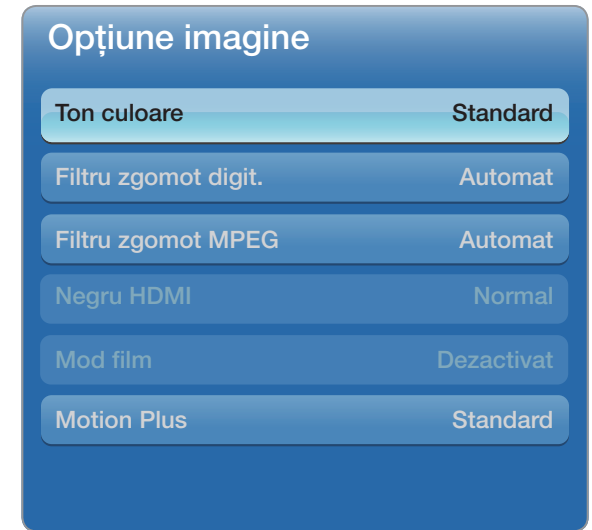 Opțiune imagine
Ton culoare Standard
Filtru zgomot digit. Automat
Filtru zgomot MPEG Automat
Negru HDMI Normal
Mod film Dezactivat
Motion Plus Standard